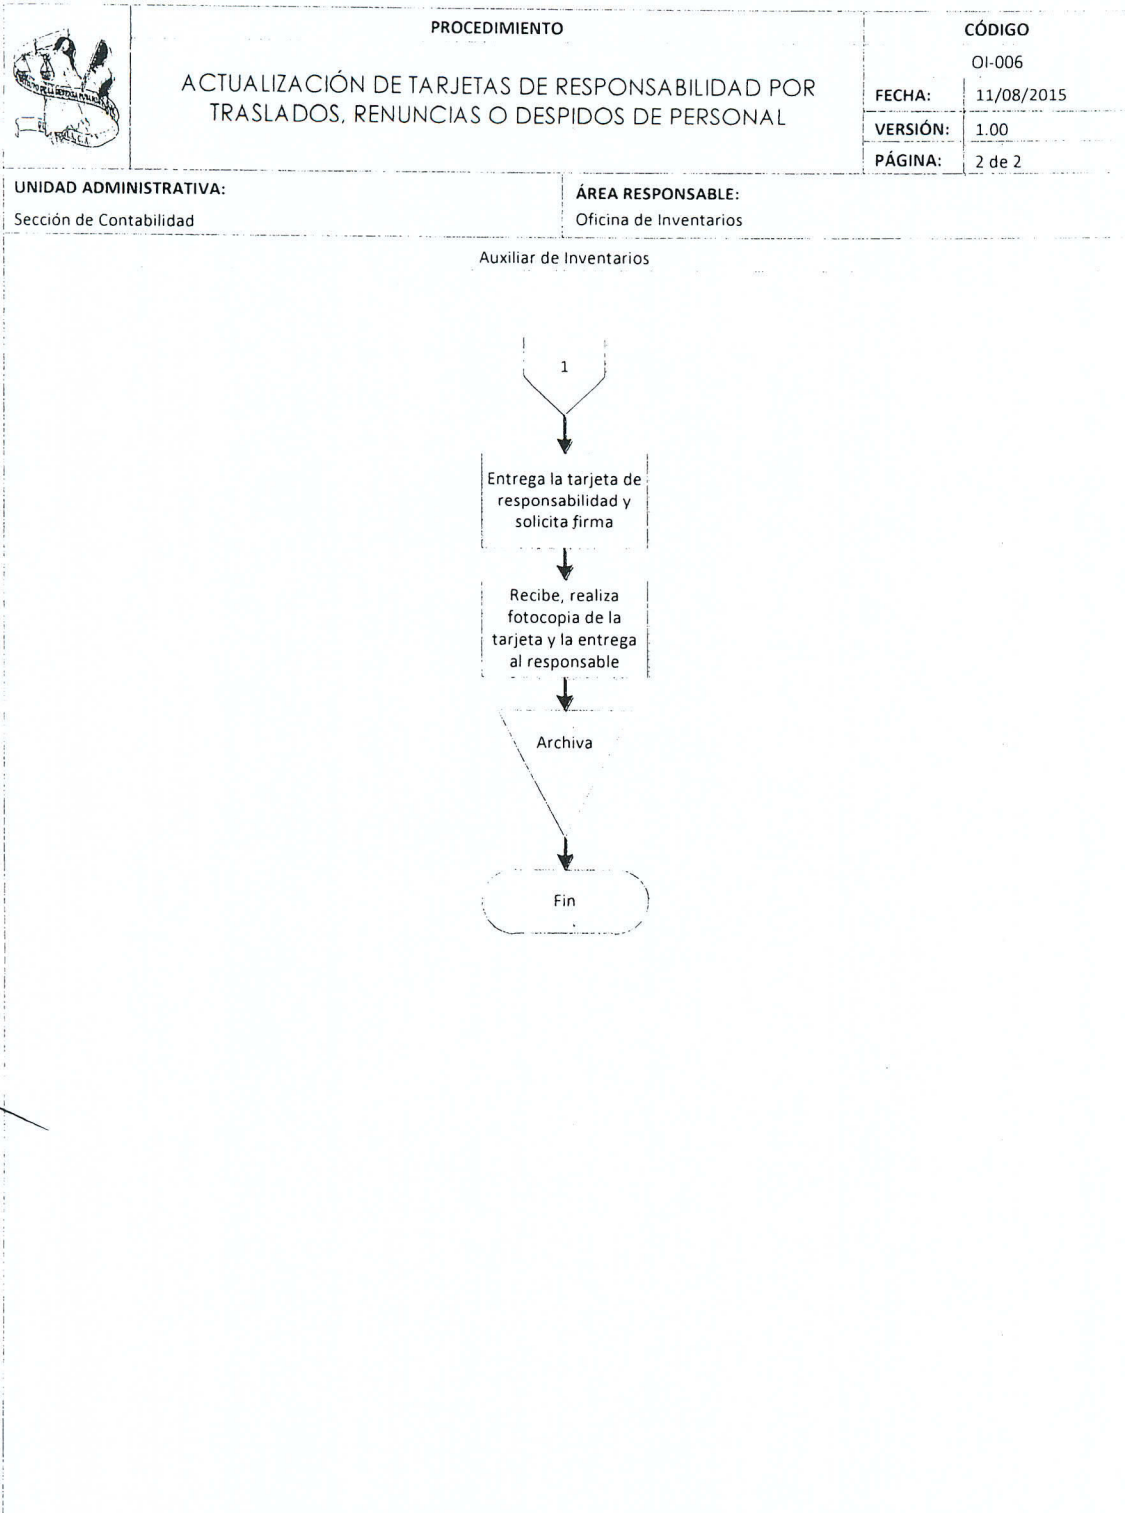 PROCEDIMIENTO
ACTUALIZACIÓN DE TARJETAS DE RESPONSABILIDAD POR
TRASLADOS, RENUNCIAS O DESPIDOS DE PERSONAL
CÓDIGO
OI-006
FECHA: 11/08/2015
VERSIÓN: 1.00
PÁGINA: 2 de 2
UNIDAD ADMINISTRATIVA:
Sección de Contabilidad
ÁREA RESPONSABLE:
Oficina de Inventarios
Auxiliar de Inventarios
1
Entrega la tarjeta de
responsabilidad y
solicita firma
Recibe, realiza
fotocopia de la
tarjeta y la entrega
al responsable
Archiva
Fin